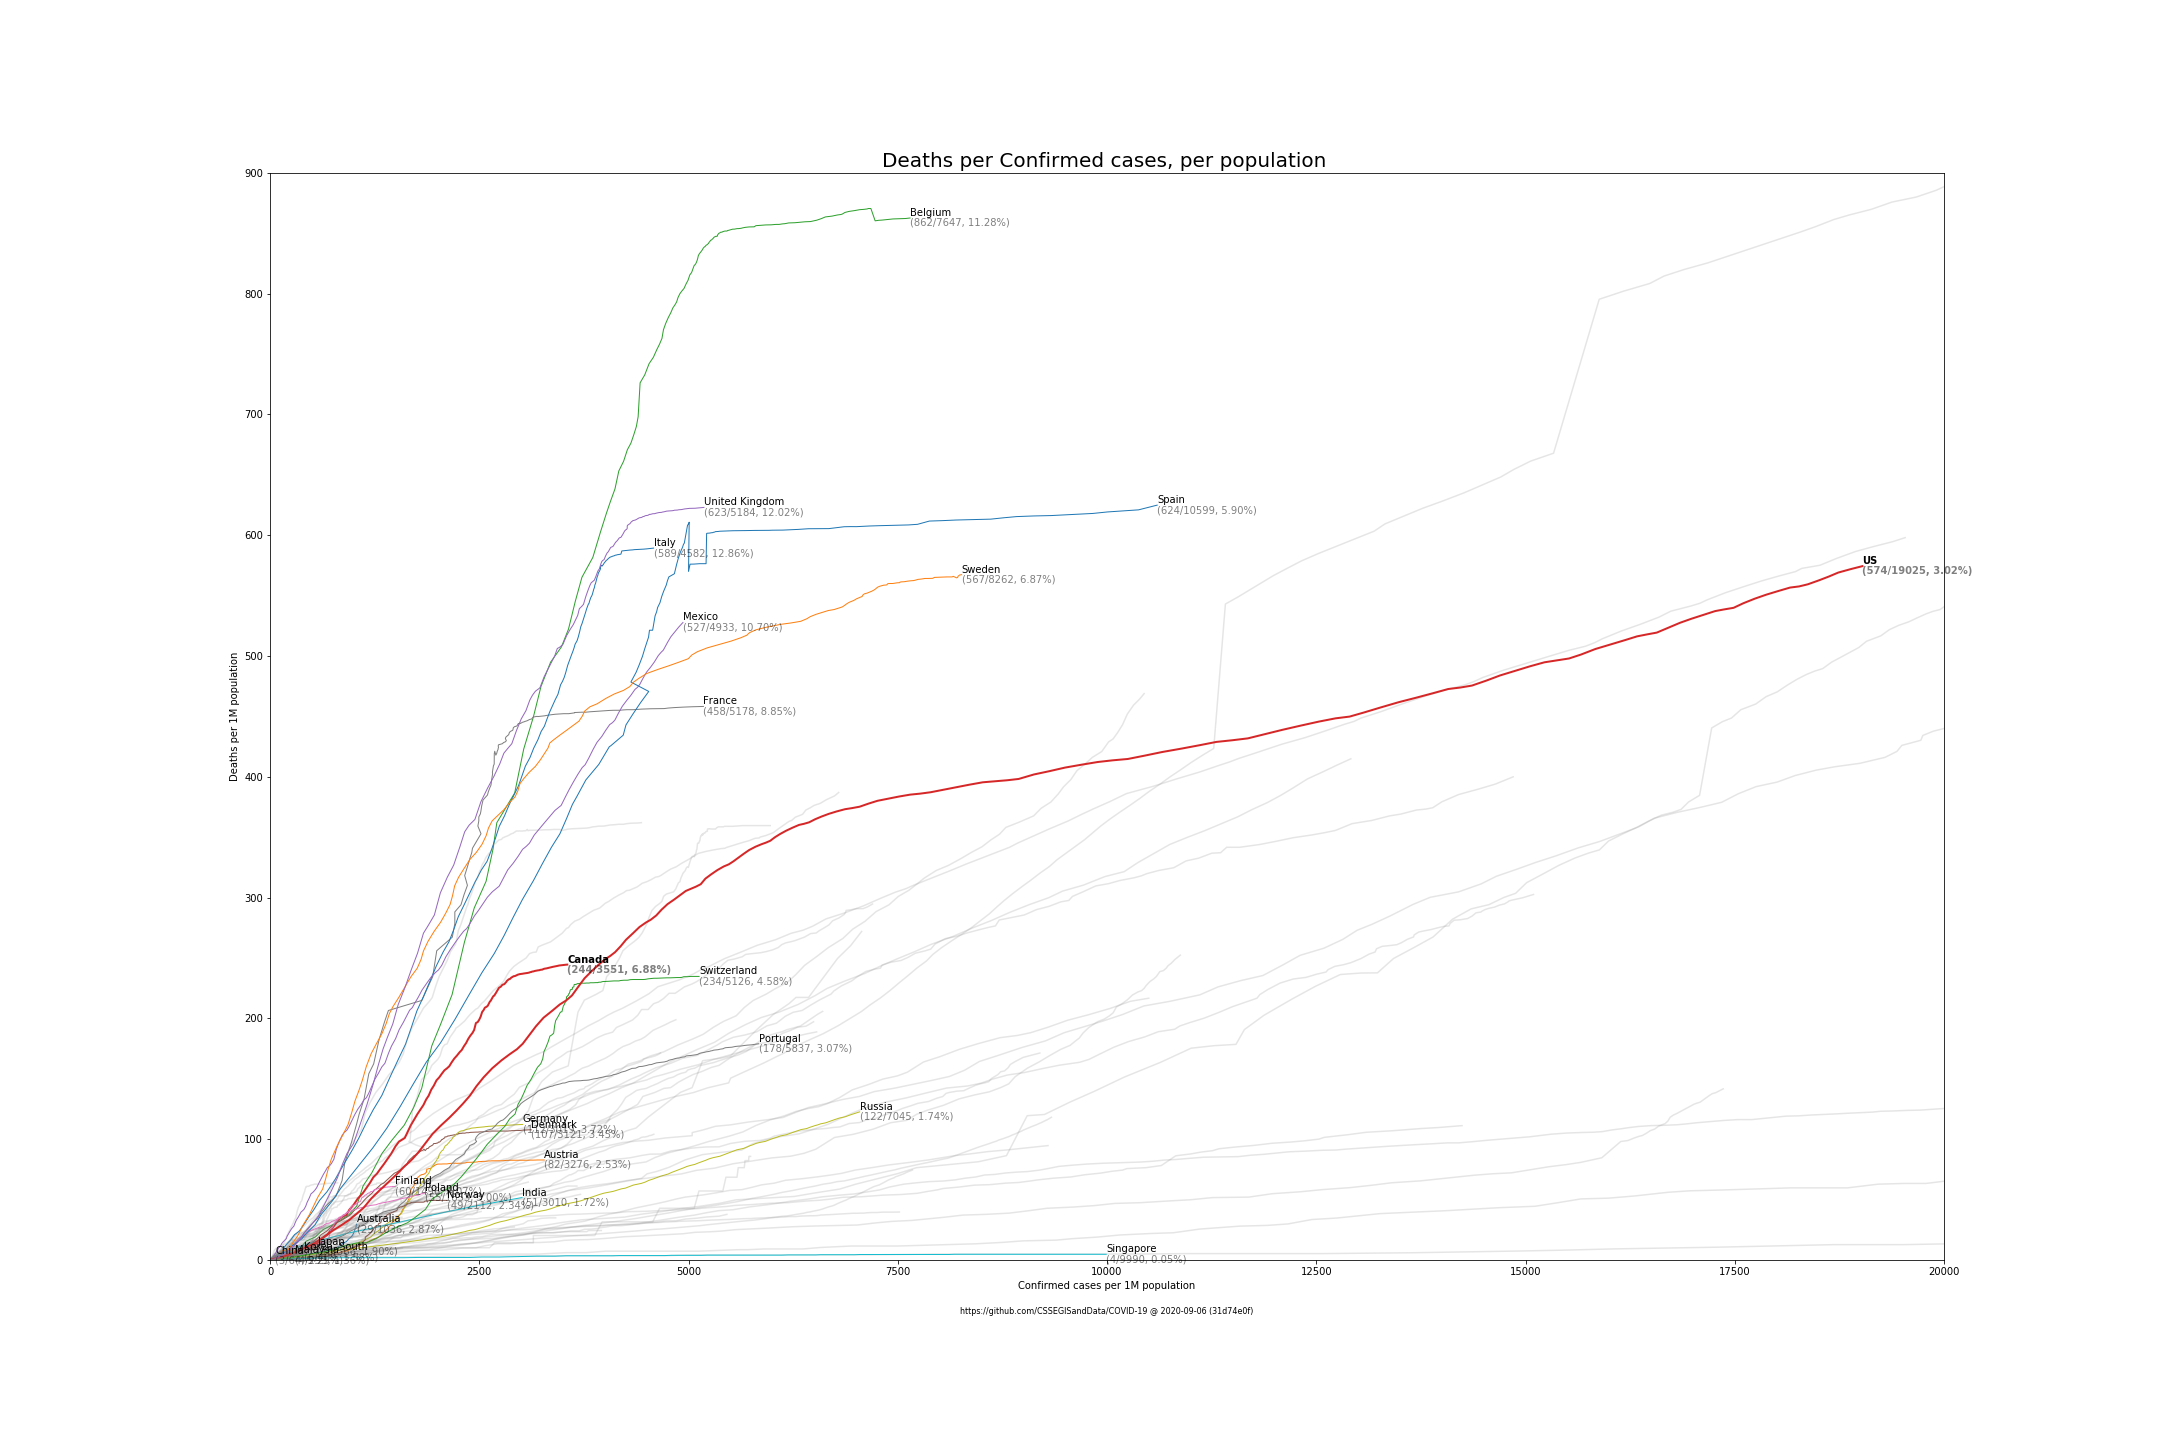 Deaths per Confirmed cases, per population
900
800
700
600
500
400
300
200
100
0
Deaths per 1M mopulation
Belgium
(862/7647, 11.28%)
United Kingdom
(623/5184, 12.02%)
Spain
(624/10599, 5.90%)
Italy
(589/4582, 12.86%)
US
(574/19025, 3.02%)
Sweden
(567/8262, 6.87%)
Mexico
(527/4933, 10.70%)
France
(458/5178, 8.85%)
Canada
(244/3551, 6.88%)
Switzerland
(234/5126, 4.58%)
Portugal
(178/5837, 3.07%)
Russia
(122/7045, 1.74%)
Germany
Denmark
(107/3121, 3.45%)
Austria
(82/3276, 2.53%)
Finland
Poland
Norway
(49/2112, 2.34%)
India
(51/3010, 1.72%)
Australia
(29/1036, 2.87%)
Japan
South
China
Singapore
(4/9990, 0.05%)
0
2500
5000
7500
10000
12500
15000
17500
20000
Confirmed cases per 1M population
https://github.com/CSSEGISandData/COVID-19 @ 2020-09-06 (31d74e0f)